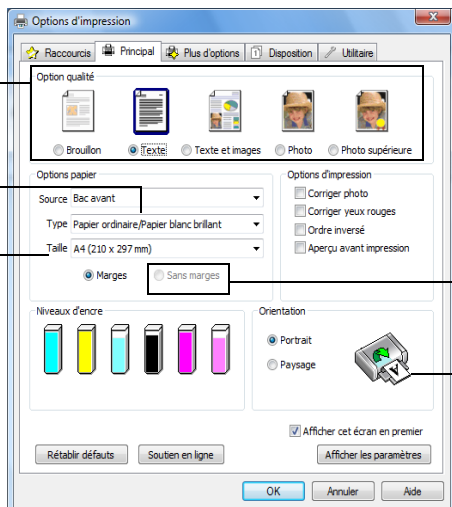 Options d'impression
Raccourcis Principal Plus d'options 1 Disposition Utilitaire
Option qualité
Brouillon Texte Texte et images Photo Photo supérieure
Options papier
Source Bac avant
Type Papier ordinaire/Papier blanc brillant
Taille A4 (210 x 297 mm)
Marges Sans marges
Options d'impression
Corriger photo
Corriger yeux rouges
Ordre inversé
Aperçu avant impression
Niveaux d'encre
Orientation
Portrait
Paysage
A
Afficher cet écran en premier
Rétablir défauts Soutien en ligne Afficher les paramètres
OK Annuler Aide